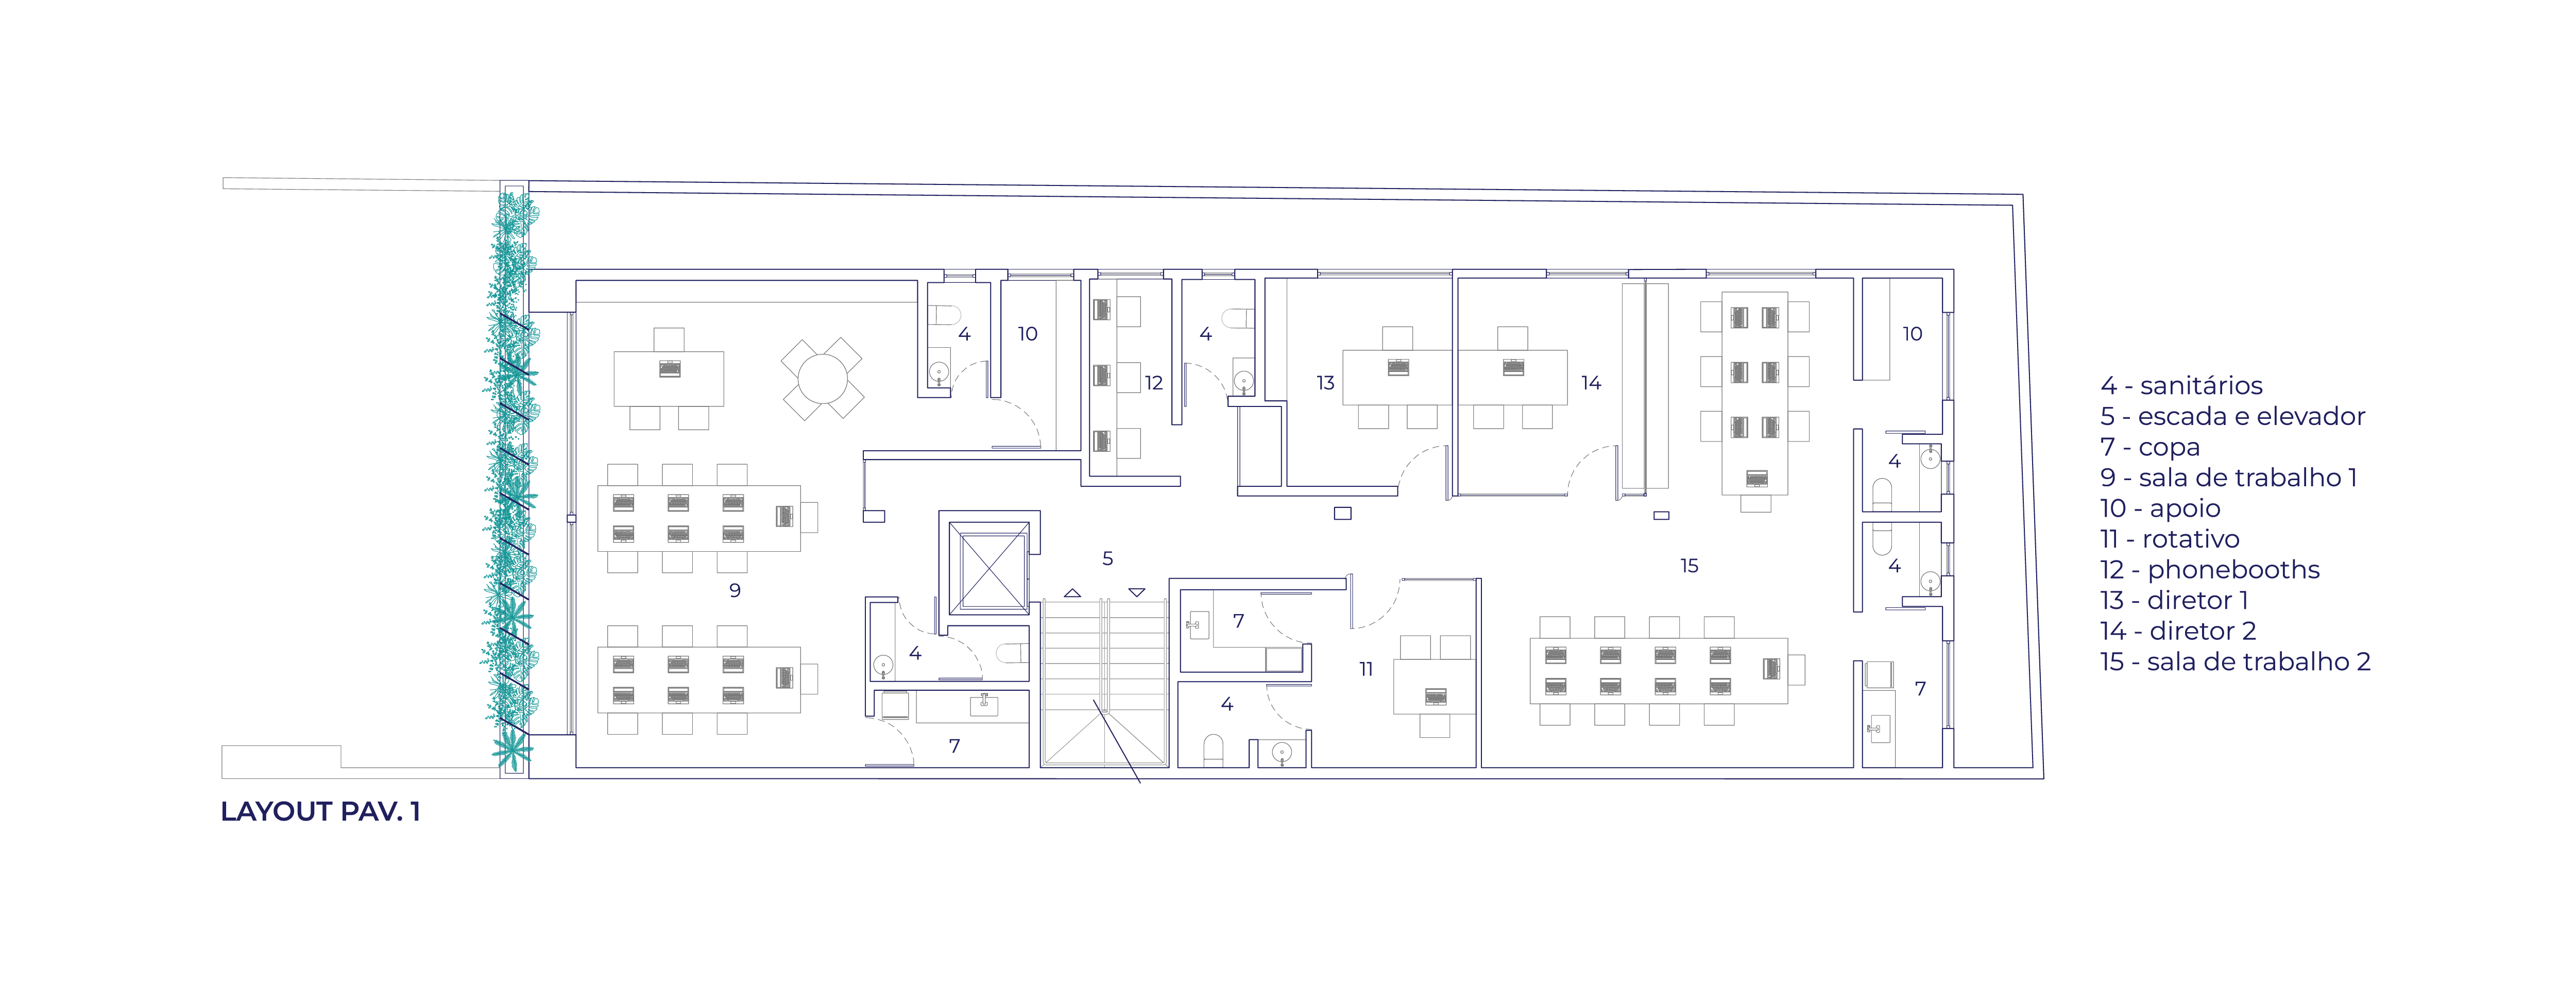 4
10
4
10
12
13
14
4
5
15
4
9
7
4
4
11
7
4
7
4 - sanitários
5 - escada e elevador
7 - copa
9 - sala de trabalho 1
10 - apoio
11 - rotativo
12 - phonebooths
13 - diretor 1
14 - diretor 2
15 - sala de trabalho 2
LAYOUT PAV. 1